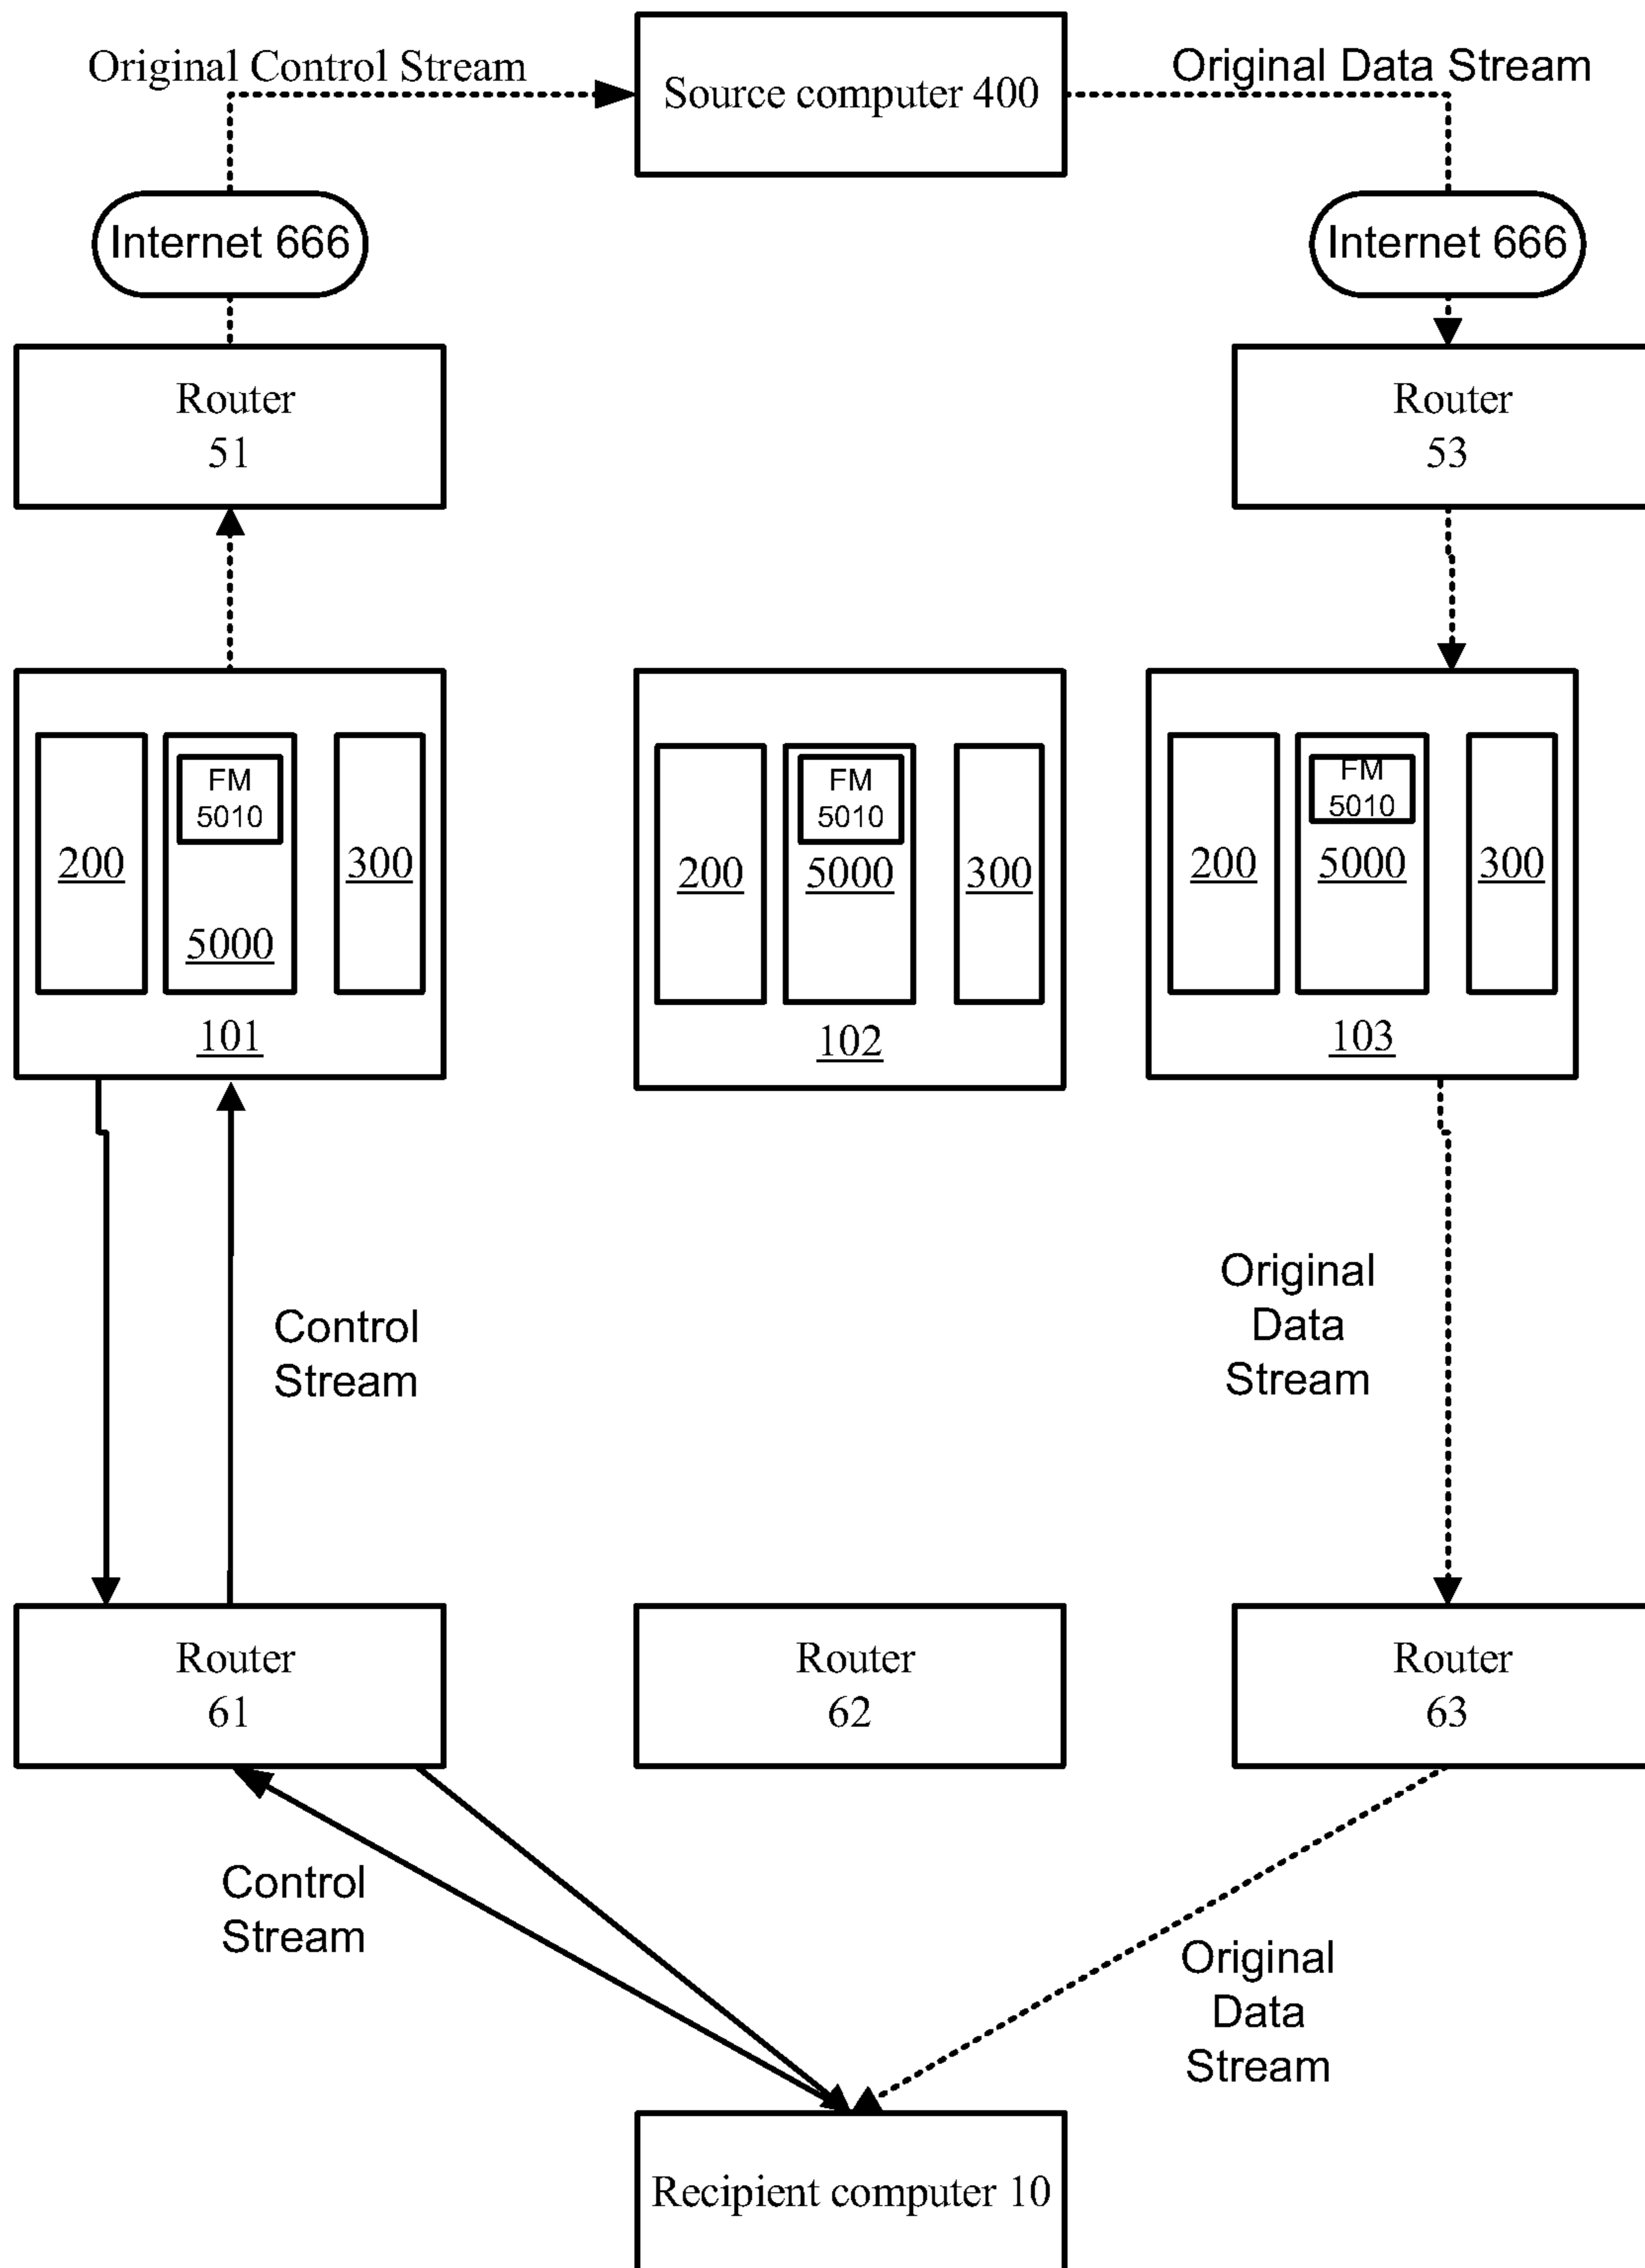 Original Control Stream
Source computer 400
Original Data Stream
Internet 666
Internet 666
Router
51
Router
53
FM
5010
200
5000
300
101
FM
5010
200
5000
300
102
FM
5010
200
5000
300
103
Control
Stream
Original
Data
Stream
Router
61
Router
62
Router
63
Control
Stream
Original
Data
Stream
Recipient computer 10